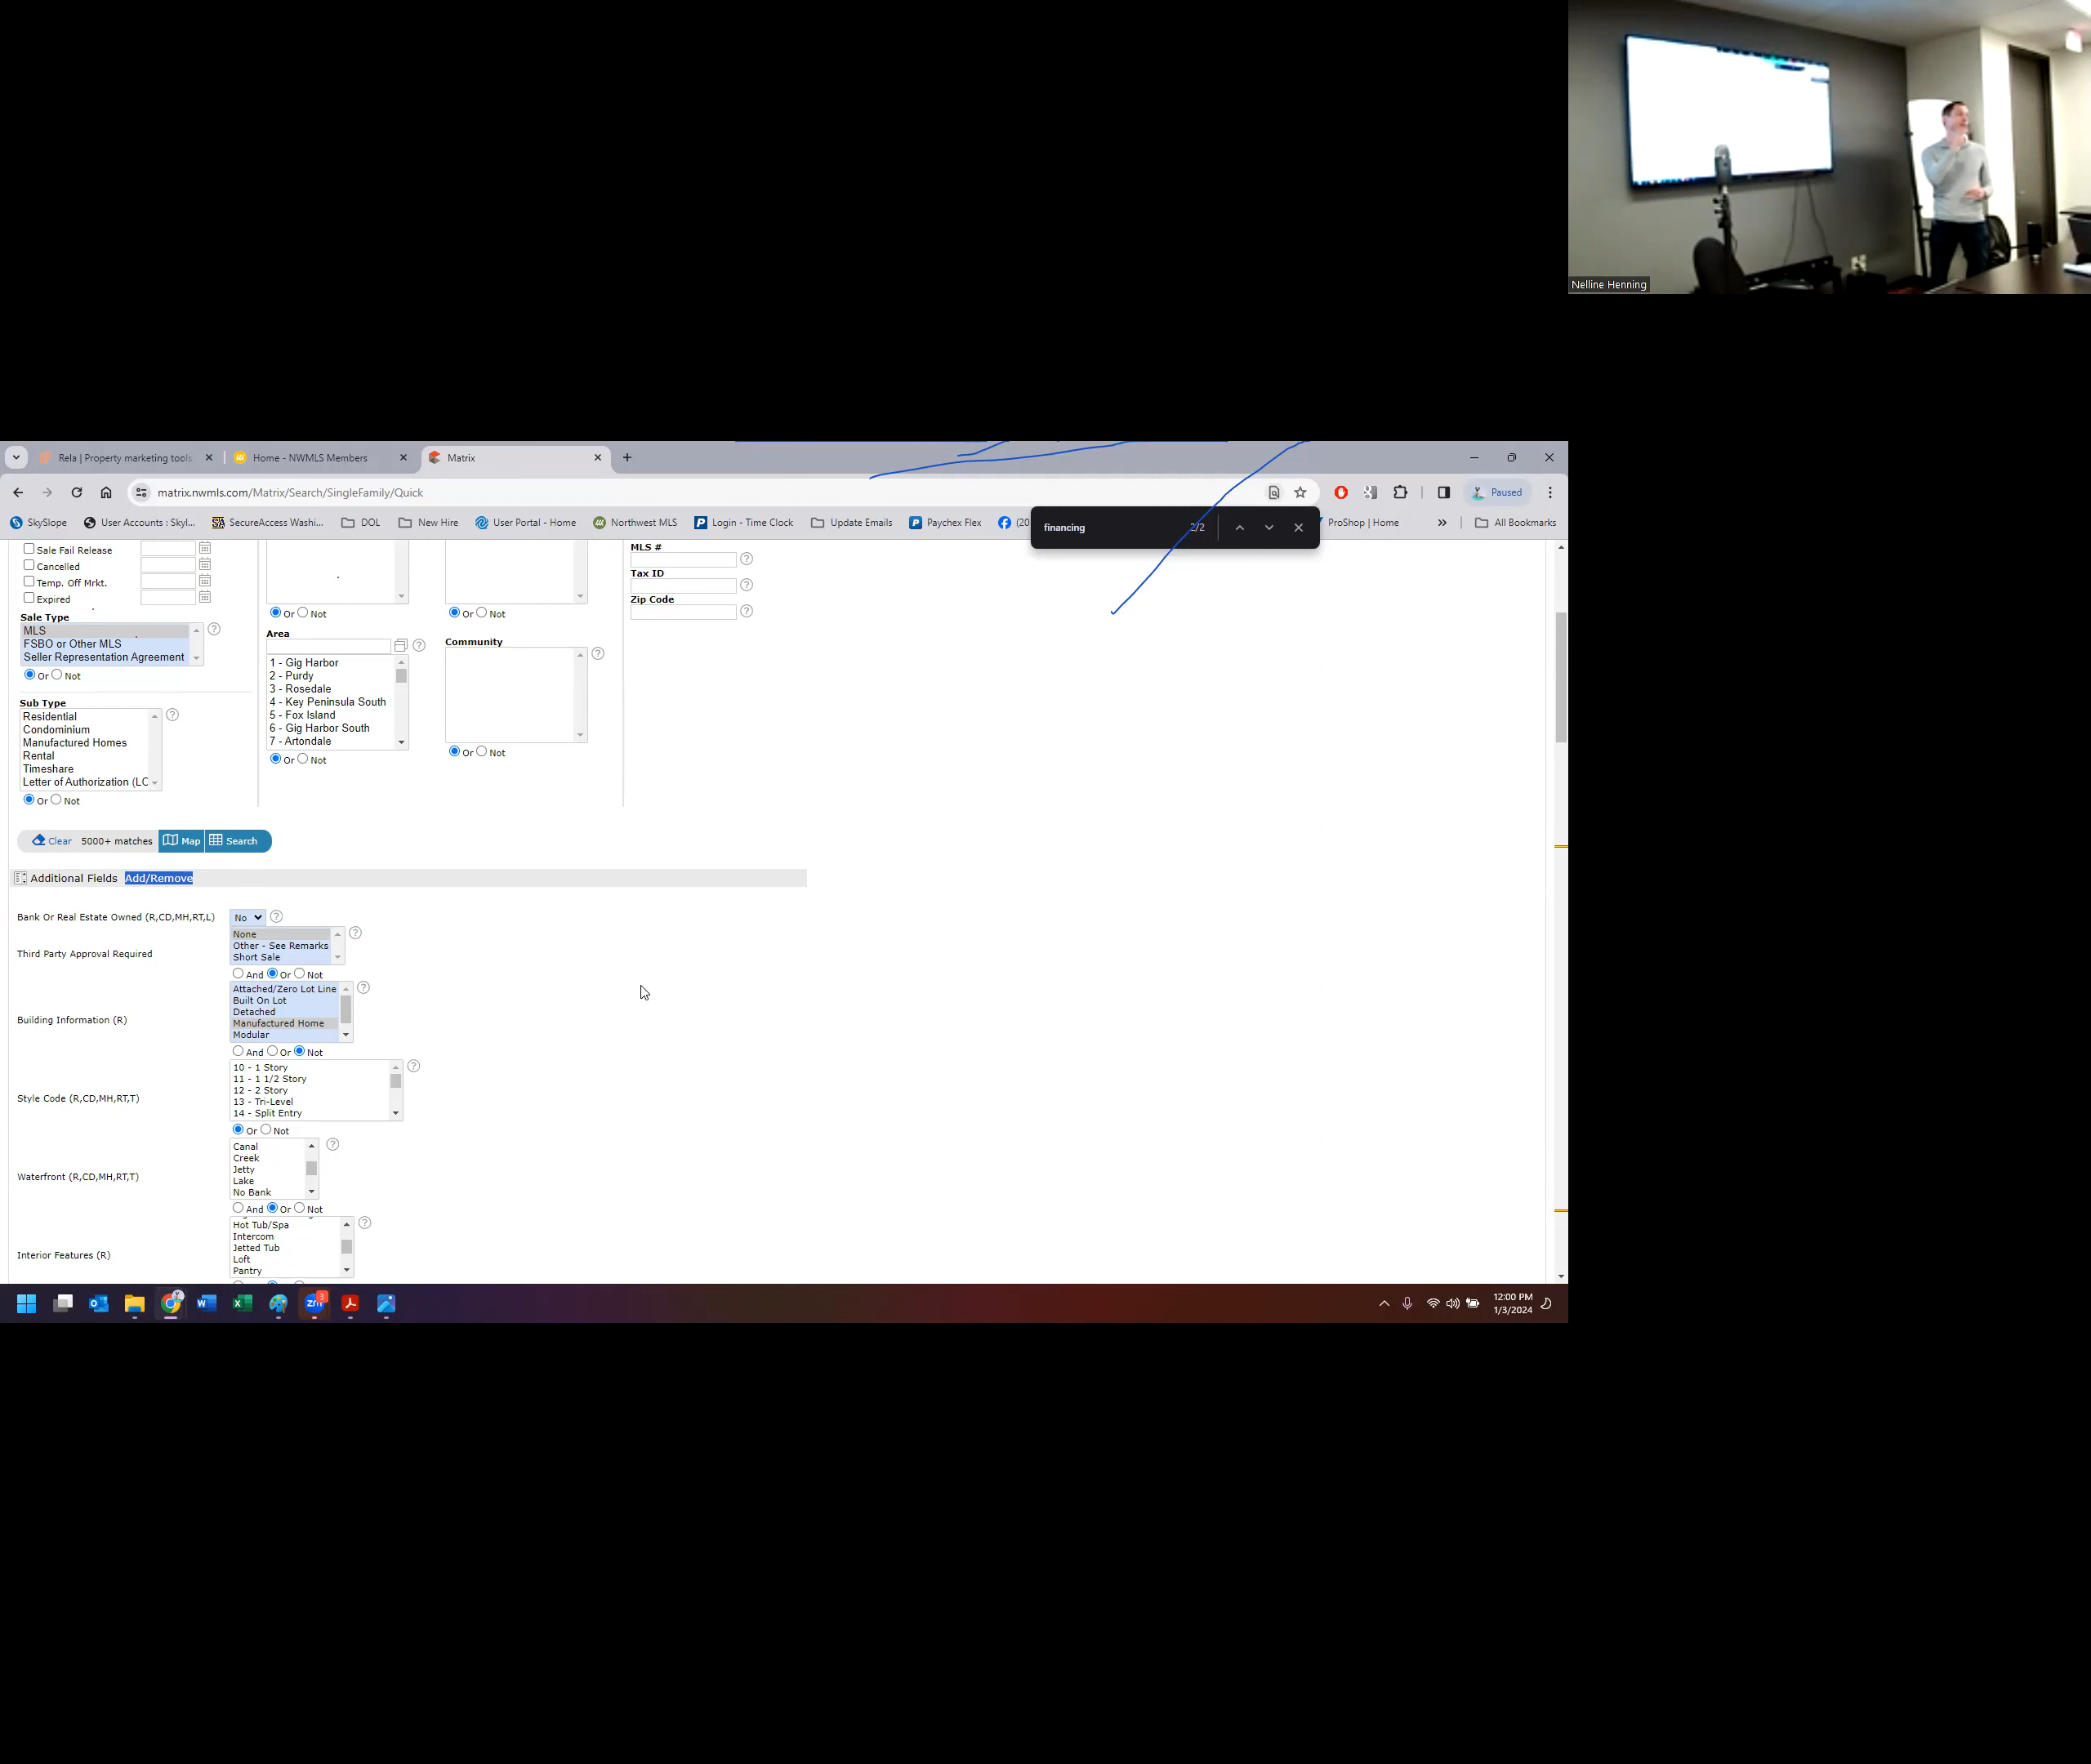 Nelline Henning
Rela | Property marketing tools
Home - NWMLS Members
Matrix
matrix.nwmls.com/Matrix/Search/SingleFamily/Quick
Paused
SkySlope
User Accounts : Skyl...
SecureAccess Washi...
DOL
New Hire
User Portal - Home
Northwest MLS
Login - Time Clock
Update Emails
Paychex Flex
(20
ProShop | Home
»
All Bookmarks
financing 2/2
Sale Fail Release
Cancelled
Temp. Off Mrkt.
Expired
Sale Type
MLS
FSBO or Other MLS
Seller Representation Agreement
Or Not
Sub Type
Residential
Condominium
Manufactured Homes
Rental
Timeshare
Letter of Authorization (LO
Or Not
Or Not
Area
1 - Gig Harbor
2 - Purdy
3 - Rosedale
4 - Key Peninsula South
5 - Fox Island
6 - Gig Harbor South
7 - Artondale
Or Not
Or Not
Community
Or Not
MLS #
Tax ID
Zip Code
Clear 5000+ matches Map Search
Additional Fields Add/Remove
Bank Or Real Estate Owned (R,CD,MH,RT,L) No
Third Party Approval Required
None
Other - See Remarks
Short Sale
And Or Not
Building Information (R)
Attached/Zero Lot Line
Built On Lot
Detached
Manufactured Home
Modular
And Or Not
Style Code (R,CD,MH,RT,T)
10 - 1 Story
11 - 1 1/2 Story
12 - 2 Story
13 - Tri-Level
14 - Split Entry
Or Not
Waterfront (R,CD,MH,RT,T)
Canal
Creek
Jetty
Lake
No Bank
And Or Not
Interior Features (R)
Hot Tub/Spa
Intercom
Jetted Tub
Loft
Pantry
12:00 PM
1/3/2024